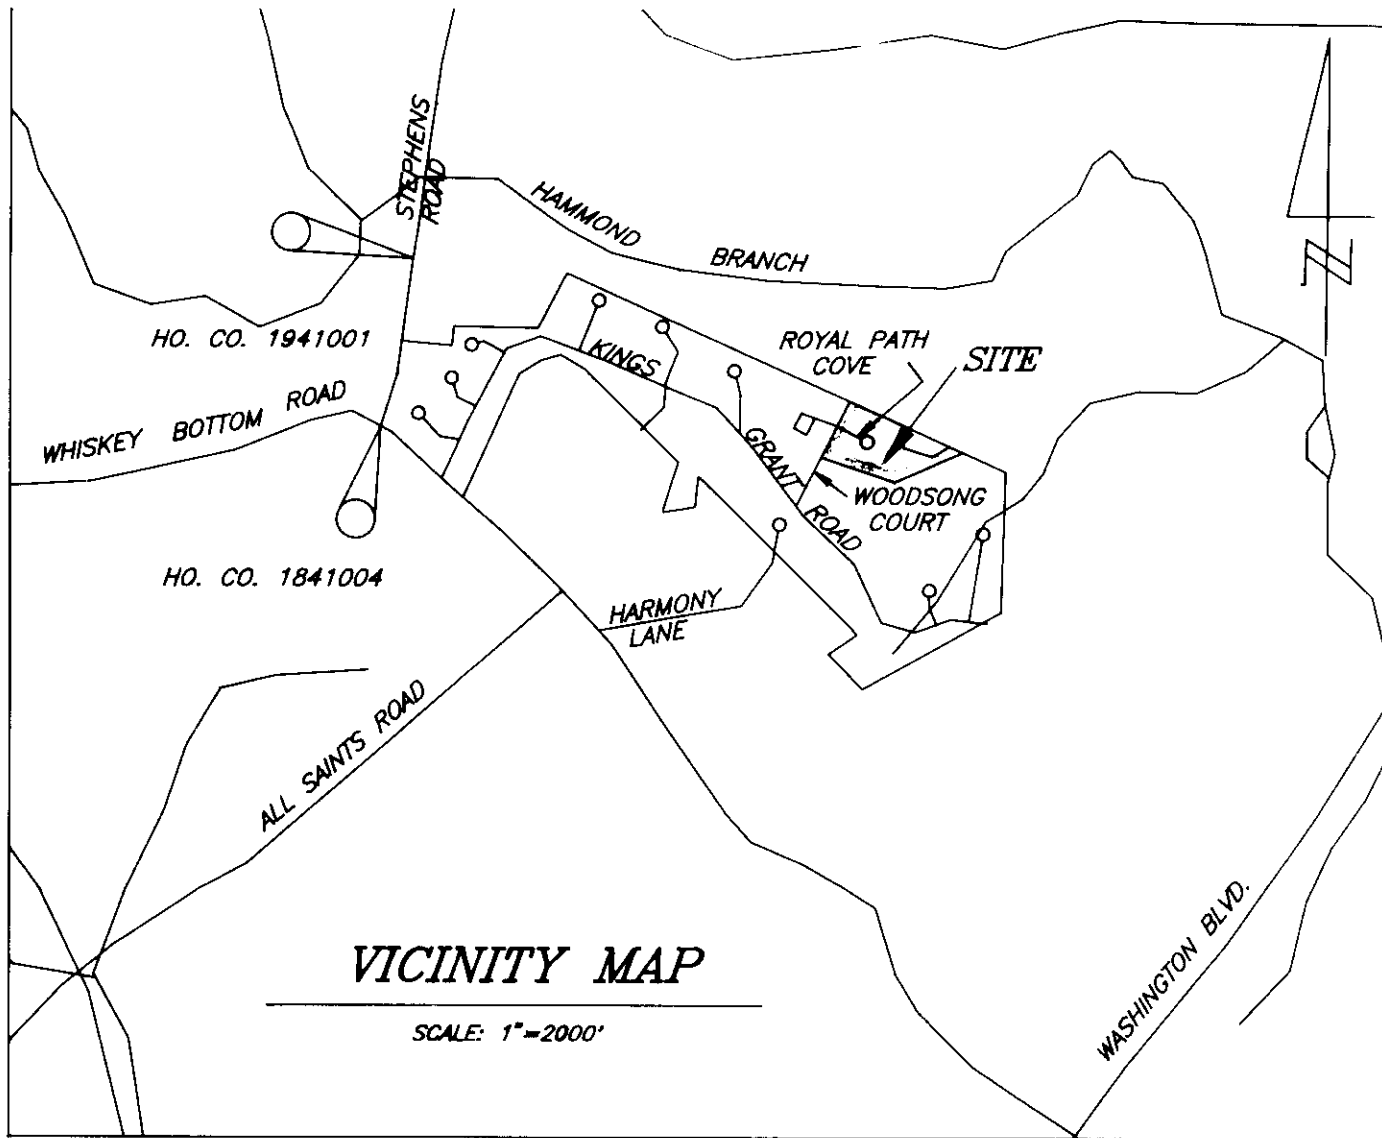 STEPHENS
ROAD
HAMMOND BRANCH
N
HO. CO. 1941001
KINGS
ROYAL PATH
COVE
SITE
WHISKEY BOTTOM ROAD
GRANT
ROAD
WOODSONG
COURT
HO. CO. 1841004
HARMONY
LANE
ALL SAINTS ROAD
VICINITY MAP
SCALE: 1"=2000'
WASHINGTON BLVD.